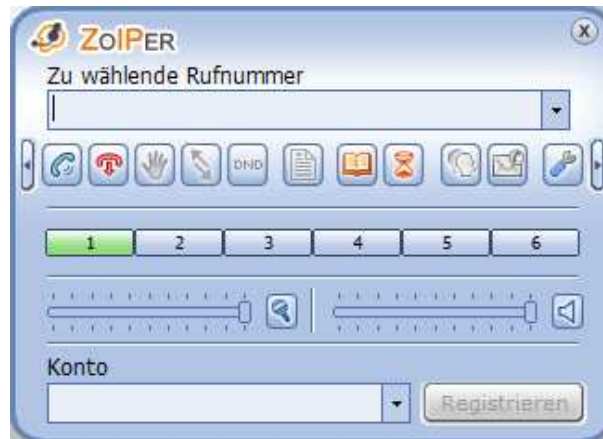 ZoIPer
Zu wählende Rufnummer
DND
1 2 3 4 5 6
Konto
Registrieren